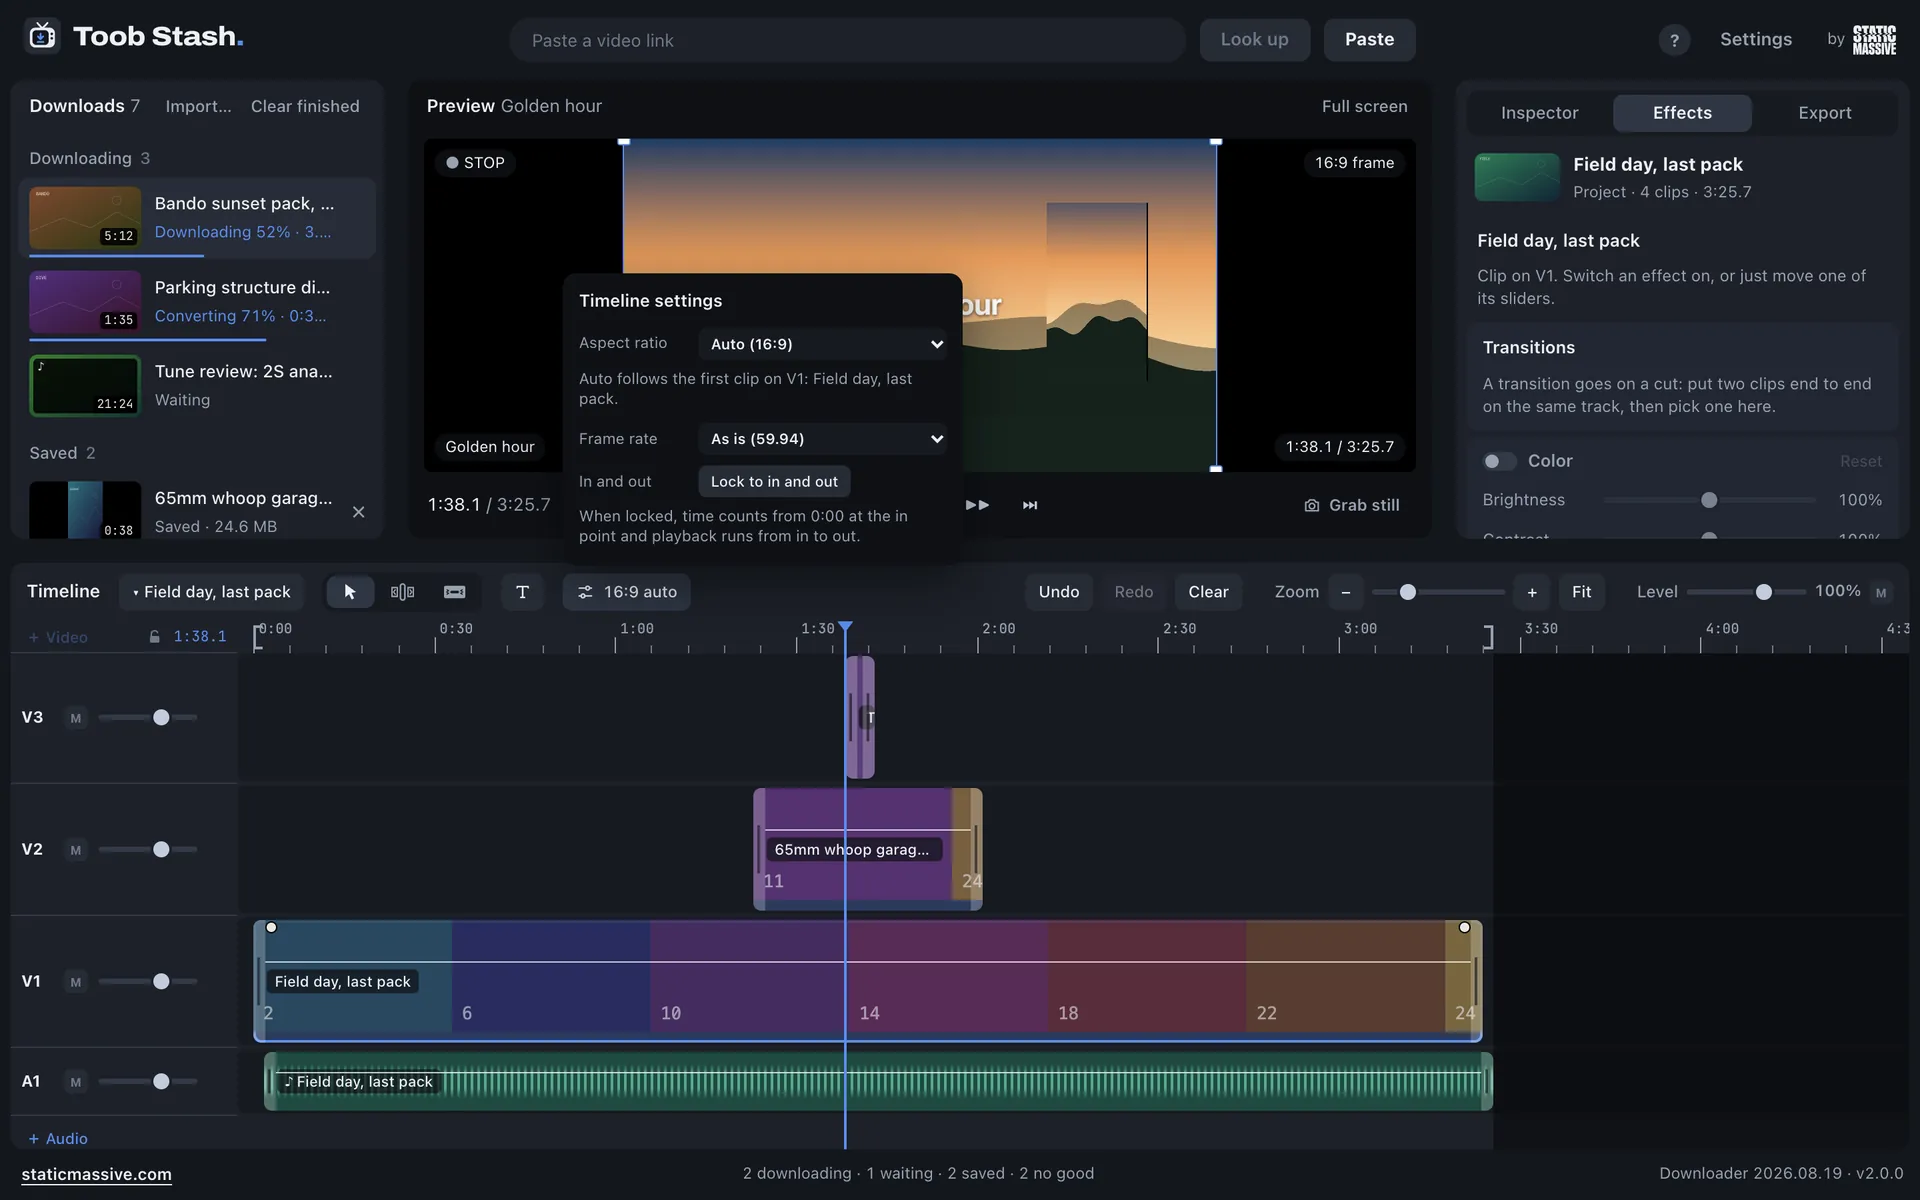 Toob Stash.
Paste a video link
Look up
Paste
?
Settings
by STATIC MASSIVE
Downloads 7
Import...
Clear finished
Downloading 3
Bando sunset pack, ...
5:12
Downloading 52% · 3....
Parking structure di...
1:35
Converting 71% · 0:3...
Tune review: 2S ana...
21:24
Waiting
Saved 2
65mm whoop garag...
0:38
Saved · 24.6 MB
Preview Golden hour
Full screen
STOP
16:9 frame
our
Golden hour
1:38.1 / 3:25.7
1:38.1 / 3:25.7
Grab still
Timeline settings
Aspect ratio
Auto (16:9)
Auto follows the first clip on V1: Field day, last
pack.
Frame rate
As is (59.94)
In and out
Lock to in and out
When locked, time counts from 0:00 at the in
point and playback runs from in to out.
Inspector
Effects
Export
Field day, last pack
Project · 4 clips · 3:25.7
Field day, last pack
Clip on V1. Switch an effect on, or just move one of
its sliders.
Transitions
A transition goes on a cut: put two clips end to end
on the same track, then pick one here.
Color
Reset
Brightness
100%
Contrast
100%
Timeline
Field day, last pack
T
16:9 auto
Undo
Redo
Clear
Zoom
−
+
Fit
Level
100%
M
+ Video
1:38.1
0:00
0:30
1:00
1:30
2:00
2:30
3:00
3:30
4:00
4:3
V3
M
T
V2
M
65mm whoop garag...
11
24
V1
M
Field day, last pack
2
6
10
14
18
22
24
A1
M
♪ Field day, last pack
+ Audio
staticmassive.com
2 downloading · 1 waiting · 2 saved · 2 no good
Downloader 2026.08.19 · v2.0.0